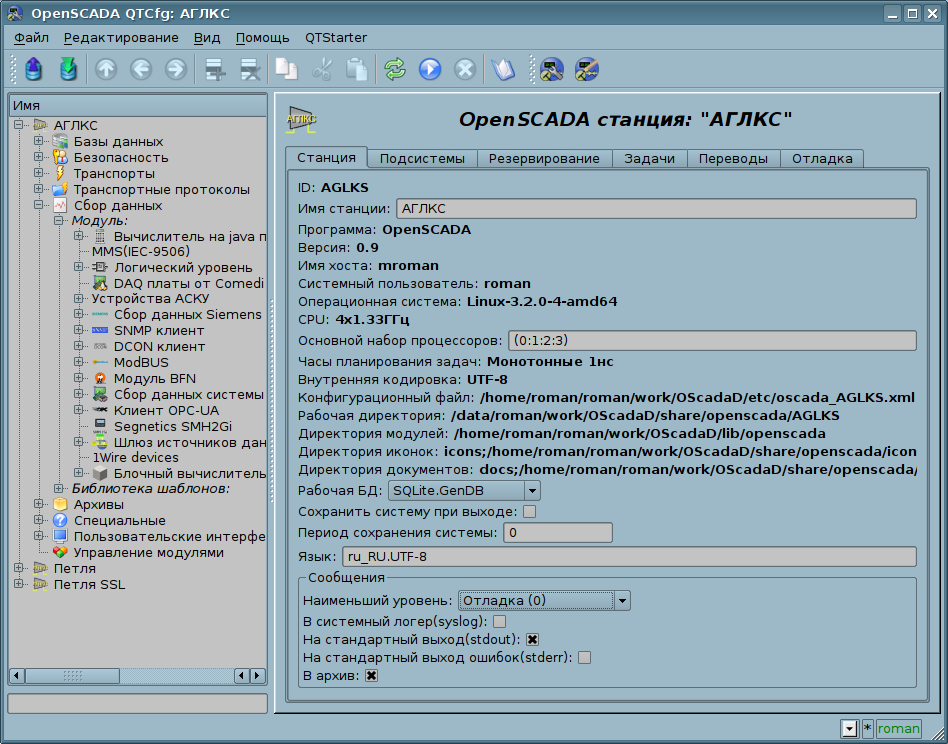 OpenSCADA QTCfg: АГЛКС
Файл Редактирование Вид Помощь QTStarter
Имя
АГЛКС
Базы данных
Безопасность
Транспорты
Транспортные протоколы
Сбор данных
Модуль:
Вычислитель на java п
MMS(IEC-9506)
Логический уровень
DAQ платы от Comedi
Устройства АСКУ
Сбор данных Siemens
SNMP клиент
DCON клиент
ModBUS
Модуль BFN
Сбор данных системы
Клиент OPC-UA
Segnetics SMH2Gi
Шлюз источников дан
1Wire devices
Блочный вычислитель
Библиотека шаблонов:
Архивы
Специальные
Пользовательские интерфе
Управление модулями
Петля
Петля SSL
АГЛКС
OpenSCADA станция: "АГЛКС"
Станция Подсистемы Резервирование Задачи Переводы Отладка
ID: AGLKS
Имя станции: АГЛКС
Программа: OpenSCADA
Версия: 0.9
Имя хоста: mroman
Системный пользователь: roman
Операционная система: Linux-3.2.0-4-amd64
CPU: 4x1.33ГГц
Основной набор процессоров: (0:1:2:3)
Часы планирования задач: Монотонные 1нс
Внутренняя кодировка: UTF-8
Конфигурационный файл: /home/roman/roman/work/OScadaD/etc/oscada_AGLKS.xml
Рабочая директория: /data/roman/work/OScadaD/share/openscada/AGLKS
Директория модулей: /home/roman/roman/work/OScadaD/lib/openscada
Директория иконок: icons;/home/roman/roman/work/OScadaD/share/openscada/icon
Директория документов: docs;/home/roman/roman/work/OScadaD/share/openscada/
Рабочая БД: SQLite.GenDB
Сохранить систему при выходе:
Период сохранения системы: 0
Язык: ru_RU.UTF-8
Сообщения
Наименьший уровень: Отладка (0)
В системный логер(syslog):
На стандартный выход(stdout):
На стандартный выход ошибок(stderr):
В архив:
* roman